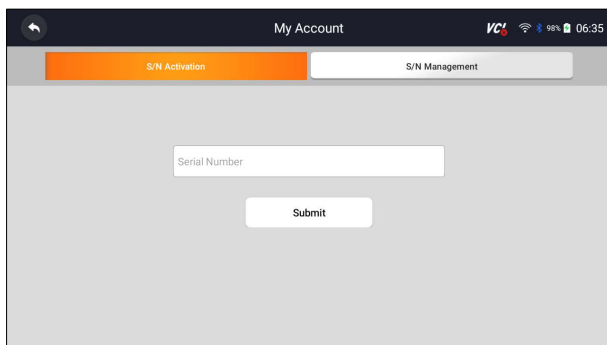 My Account
VCI 98% 06:35
S/N Activation
S/N Management
Serial Number
Submit